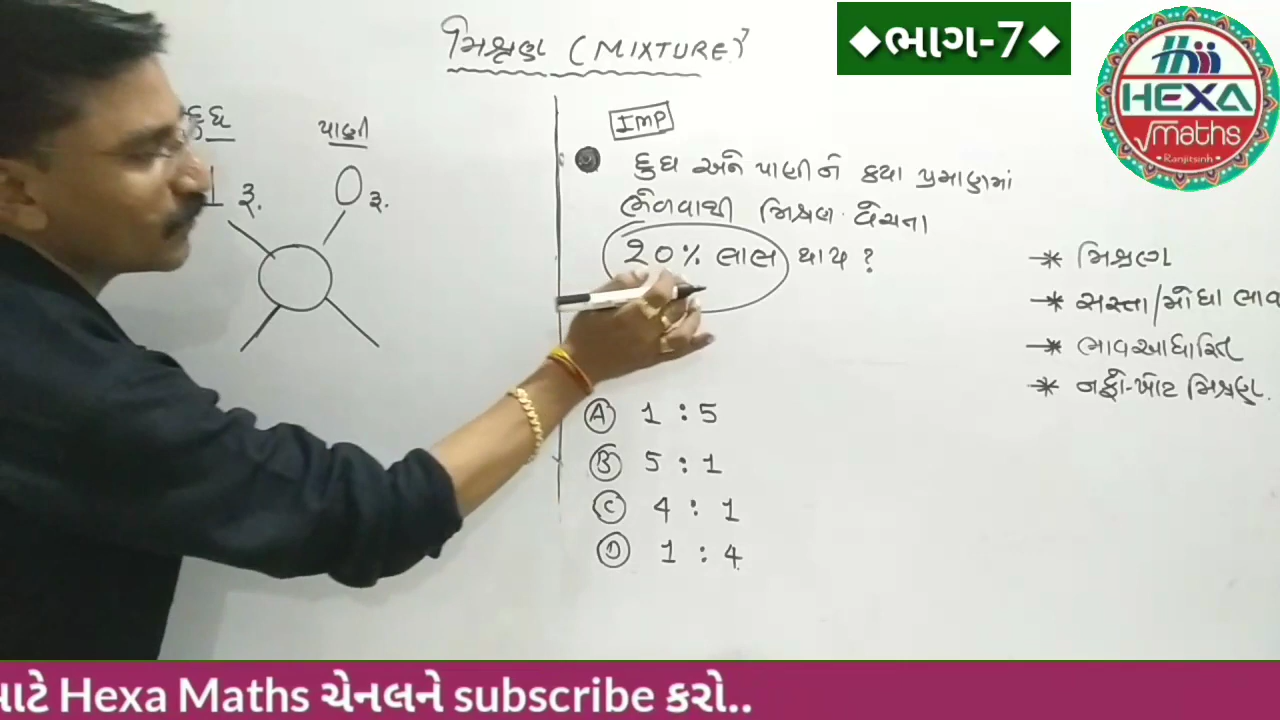 મિશ્રણ (MIXTURE)
◆ભાગ-7◆
HEXA
√maths
Ranjitsinh
દુધ
પાણી
1 રૂ.
0 રૂ.
IMP
દુધ અને પાણીને કયા પ્રમાણમાં
ભેળવાથી મિશ્રણ વેચતા
20% લાભ થાય ?
A 1 : 5
B 5 : 1
C 4 : 1
D 1 : 4
* મિશ્રણ
* સસ્તા/મોંઘા ભાવ
* ભાવઆધારિત
* નફો-ખોટ મિશ્રણ.
માટે Hexa Maths ચેનલને subscribe કરો..